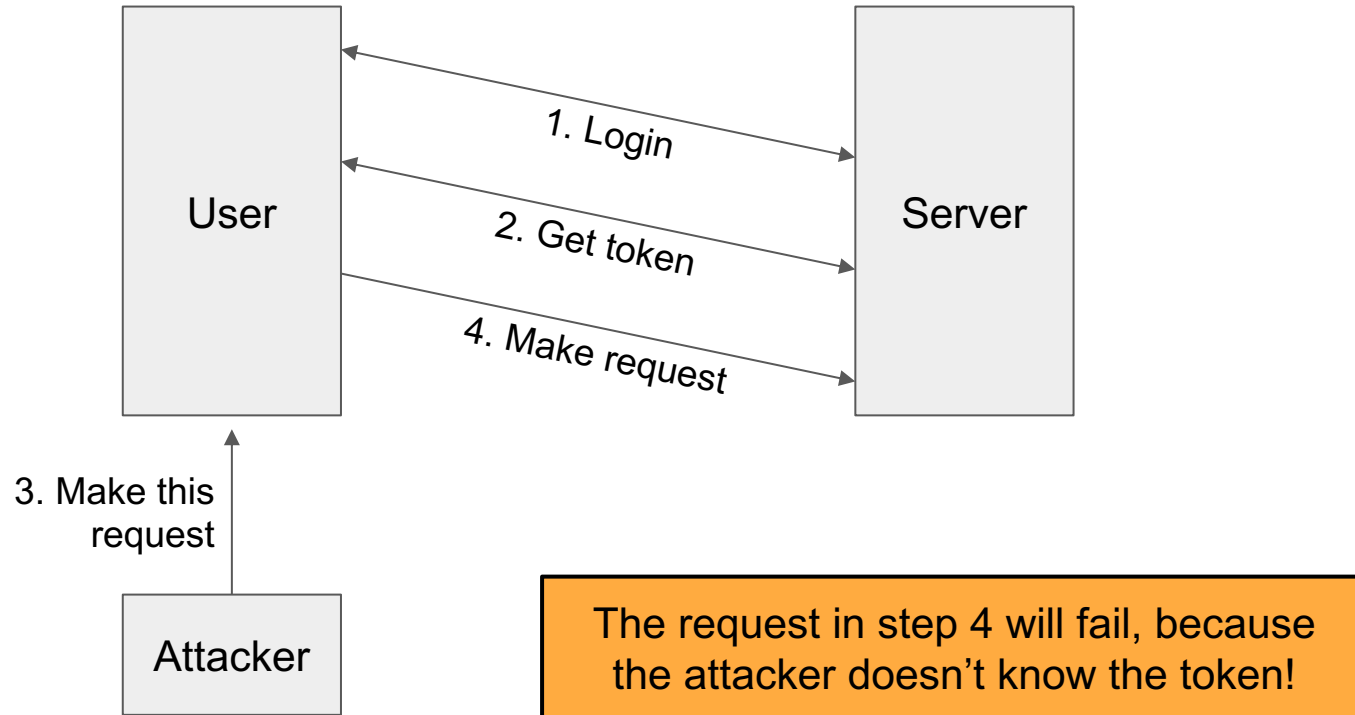 1. Login
User
Server
2. Get token
4. Make request
3. Make this
request
Attacker
The request in step 4 will fail, because
the attacker doesn’t know the token!